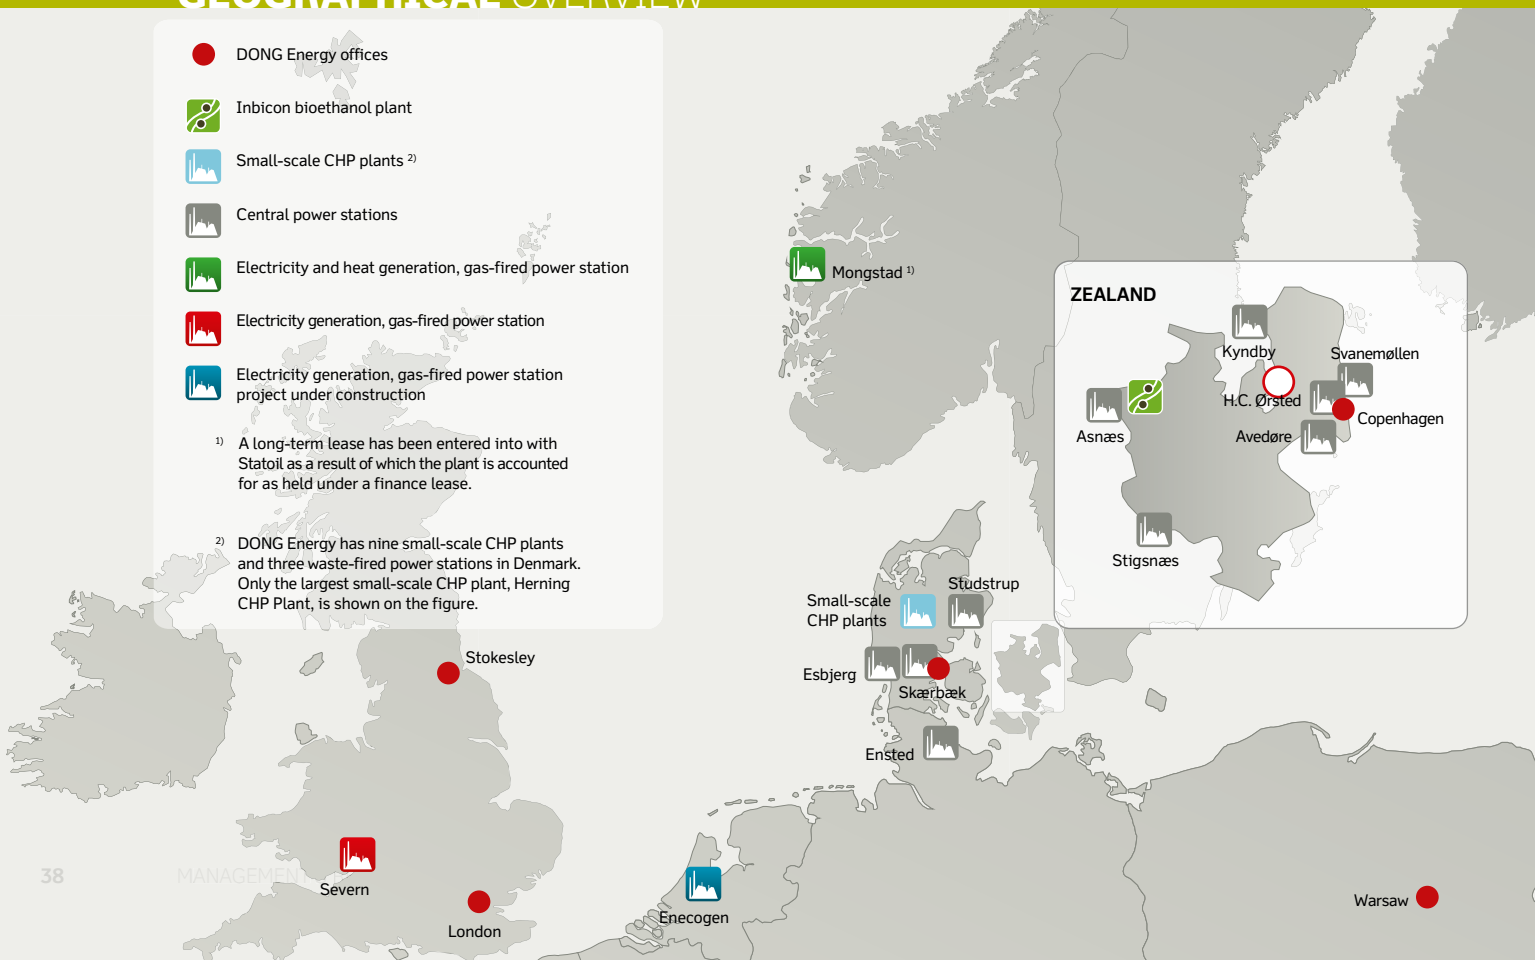 GEOGRAPHICAL OVERVIEW
DONG Energy offices
Inbicon bioethanol plant
Small-scale CHP plants 2)
Central power stations
Electricity and heat generation, gas-fired power station
Electricity generation, gas-fired power station
Electricity generation, gas-fired power station
project under construction
1) A long-term lease has been entered into with
Statoil as a result of which the plant is accounted
for as held under a finance lease.
2) DONG Energy has nine small-scale CHP plants
and three waste-fired power stations in Denmark.
Only the largest small-scale CHP plant, Herning
CHP Plant, is shown on the figure.
Mongstad 1)
ZEALAND
Kyndby
Svanemøllen
H.C. Ørsted
Copenhagen
Asnæs
Avedøre
Stigsnæs
Studstrup
Small-scale
CHP plants
Esbjerg
Skærbæk
Ensted
Stokesley
Severn
London
Enecogen
Warsaw
38
MANAGEMENT